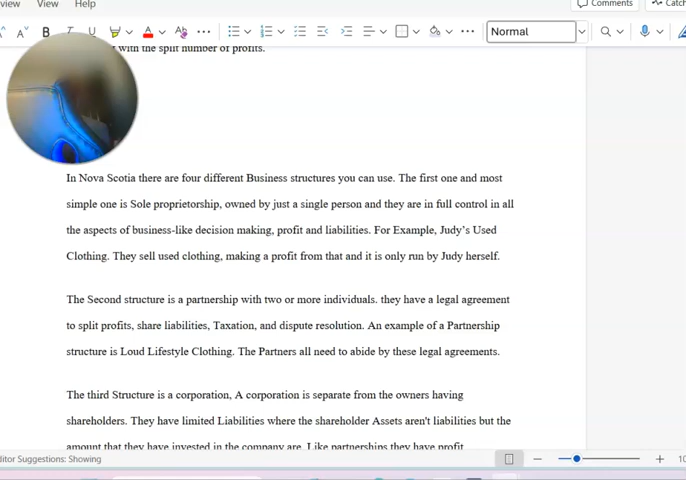 view View Help Comments Catch
B I U A Normal
with the split number of profits.
In Nova Scotia there are four different Business structures you can use. The first one and most
simple one is Sole proprietorship, owned by just a single person and they are in full control in all
the aspects of business-like decision making, profit and liabilities. For Example, Judy's Used
Clothing. They sell used clothing, making a profit from that and it is only run by Judy herself.
The Second structure is a partnership with two or more individuals. they have a legal agreement
to split profits, share liabilities, Taxation, and dispute resolution. An example of a Partnership
structure is Loud Lifestyle Clothing. The Partners all need to abide by these legal agreements.
The third Structure is a corporation, A corporation is separate from the owners having
shareholders. They have limited Liabilities where the shareholder Assets aren't liabilities but the
amount that they have invested in the company are. Like partnerships they have profit
ditor Suggestions: Showing 10